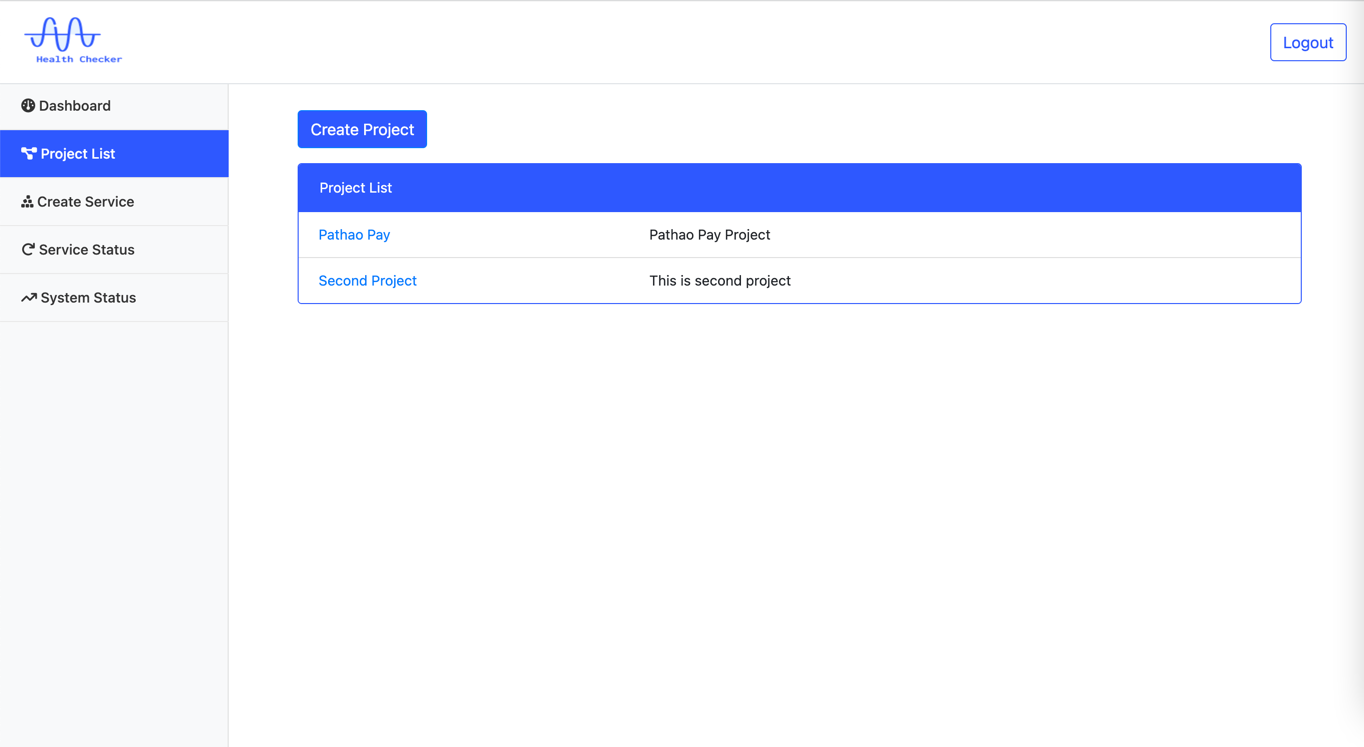 Health Checker
Logout
Dashboard
Project List
Create Service
Service Status
System Status
Create Project
Project List
Pathao Pay Pathao Pay Project
Second Project This is second project